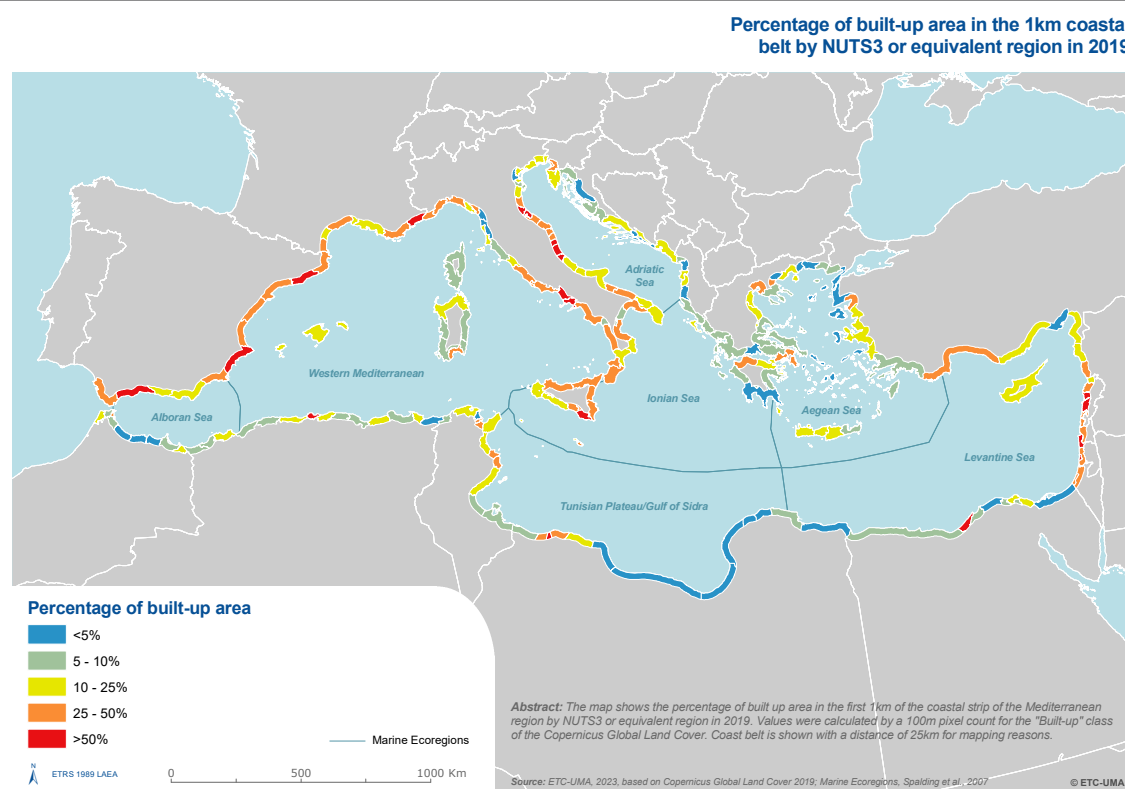 Percentage of built-up area in the 1km coasta
belt by NUTS3 or equivalent region in 2019
Adriatic
Sea
Western Mediterranean
Ionian Sea
Alboran Sea
Aegean Sea
Levantine Sea
Tunisian Plateau/Gulf of Sidra
Percentage of built-up area
<5%
5 - 10%
10 - 25%
25 - 50%
>50%
Marine Ecoregions
N
ETRS 1989 LAEA
0 500 1000 Km
Abstract: The map shows the percentage of built up area in the first 1km of the coastal strip of the Mediterranean
region by NUTS3 or equivalent region in 2019. Values were calculated by a 100m pixel count for the "Built-up" class
of the Copernicus Global Land Cover. Coast belt is shown with a distance of 25km for mapping reasons.
Source: ETC-UMA, 2023, based on Copernicus Global Land Cover 2019; Marine Ecoregions, Spalding et al., 2007
© ETC-UMA